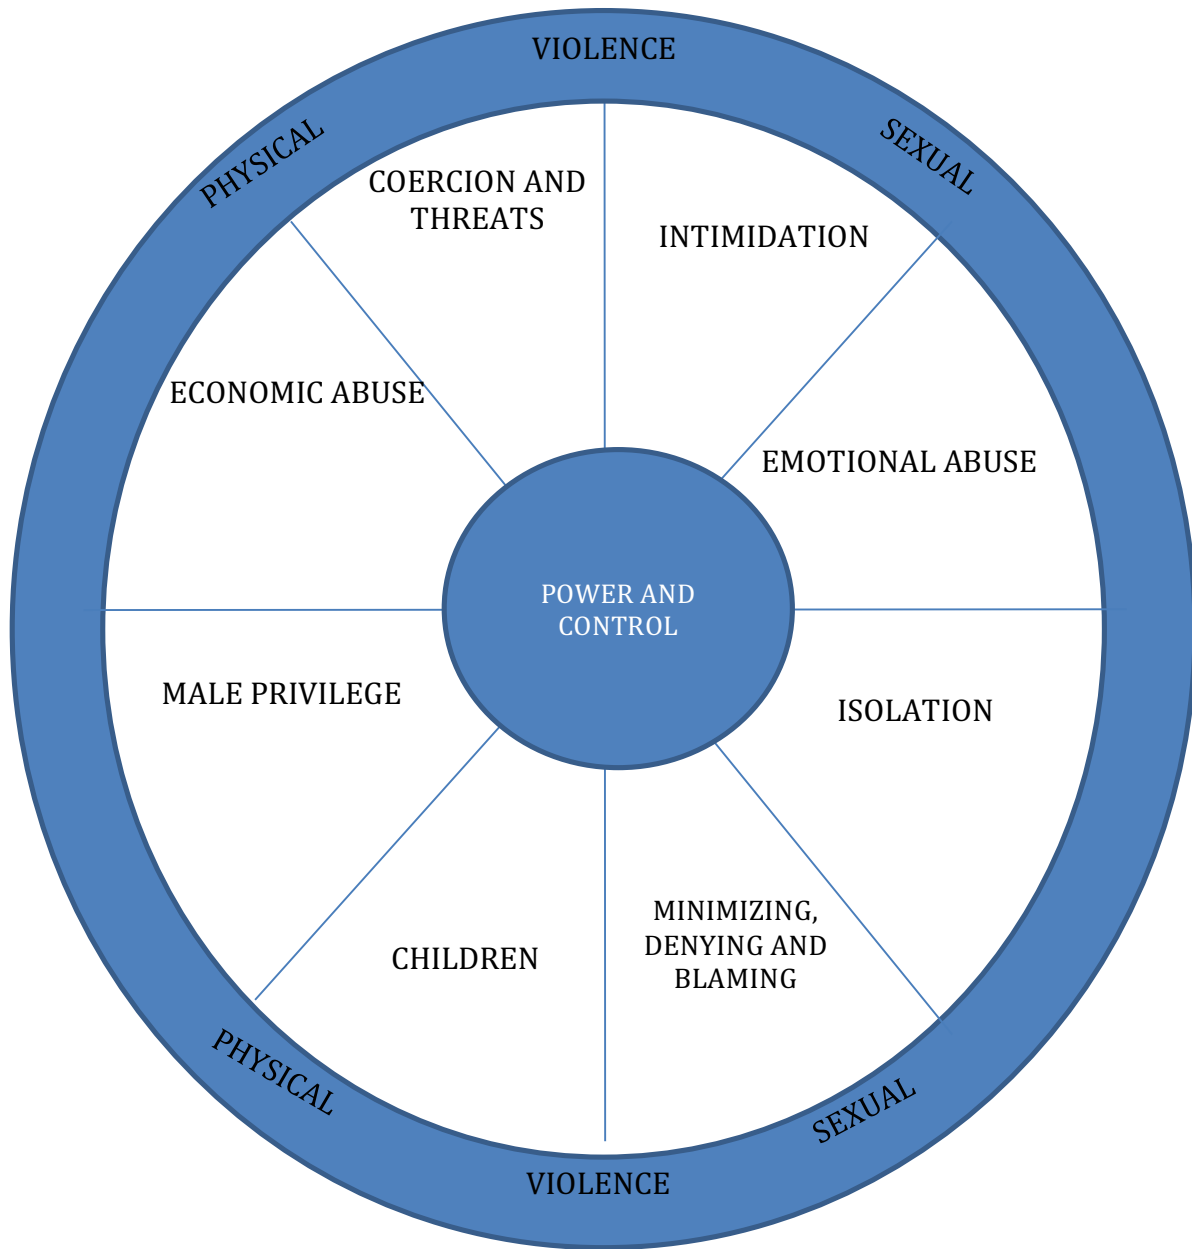 VIOLENCE
PHYSICAL
SEXUAL
COERCION AND
THREATS
INTIMIDATION
ECONOMIC ABUSE
EMOTIONAL ABUSE
POWER AND
CONTROL
MALE PRIVILEGE
ISOLATION
CHILDREN
MINIMIZING,
DENYING AND
BLAMING
PHYSICAL
SEXUAL
VIOLENCE